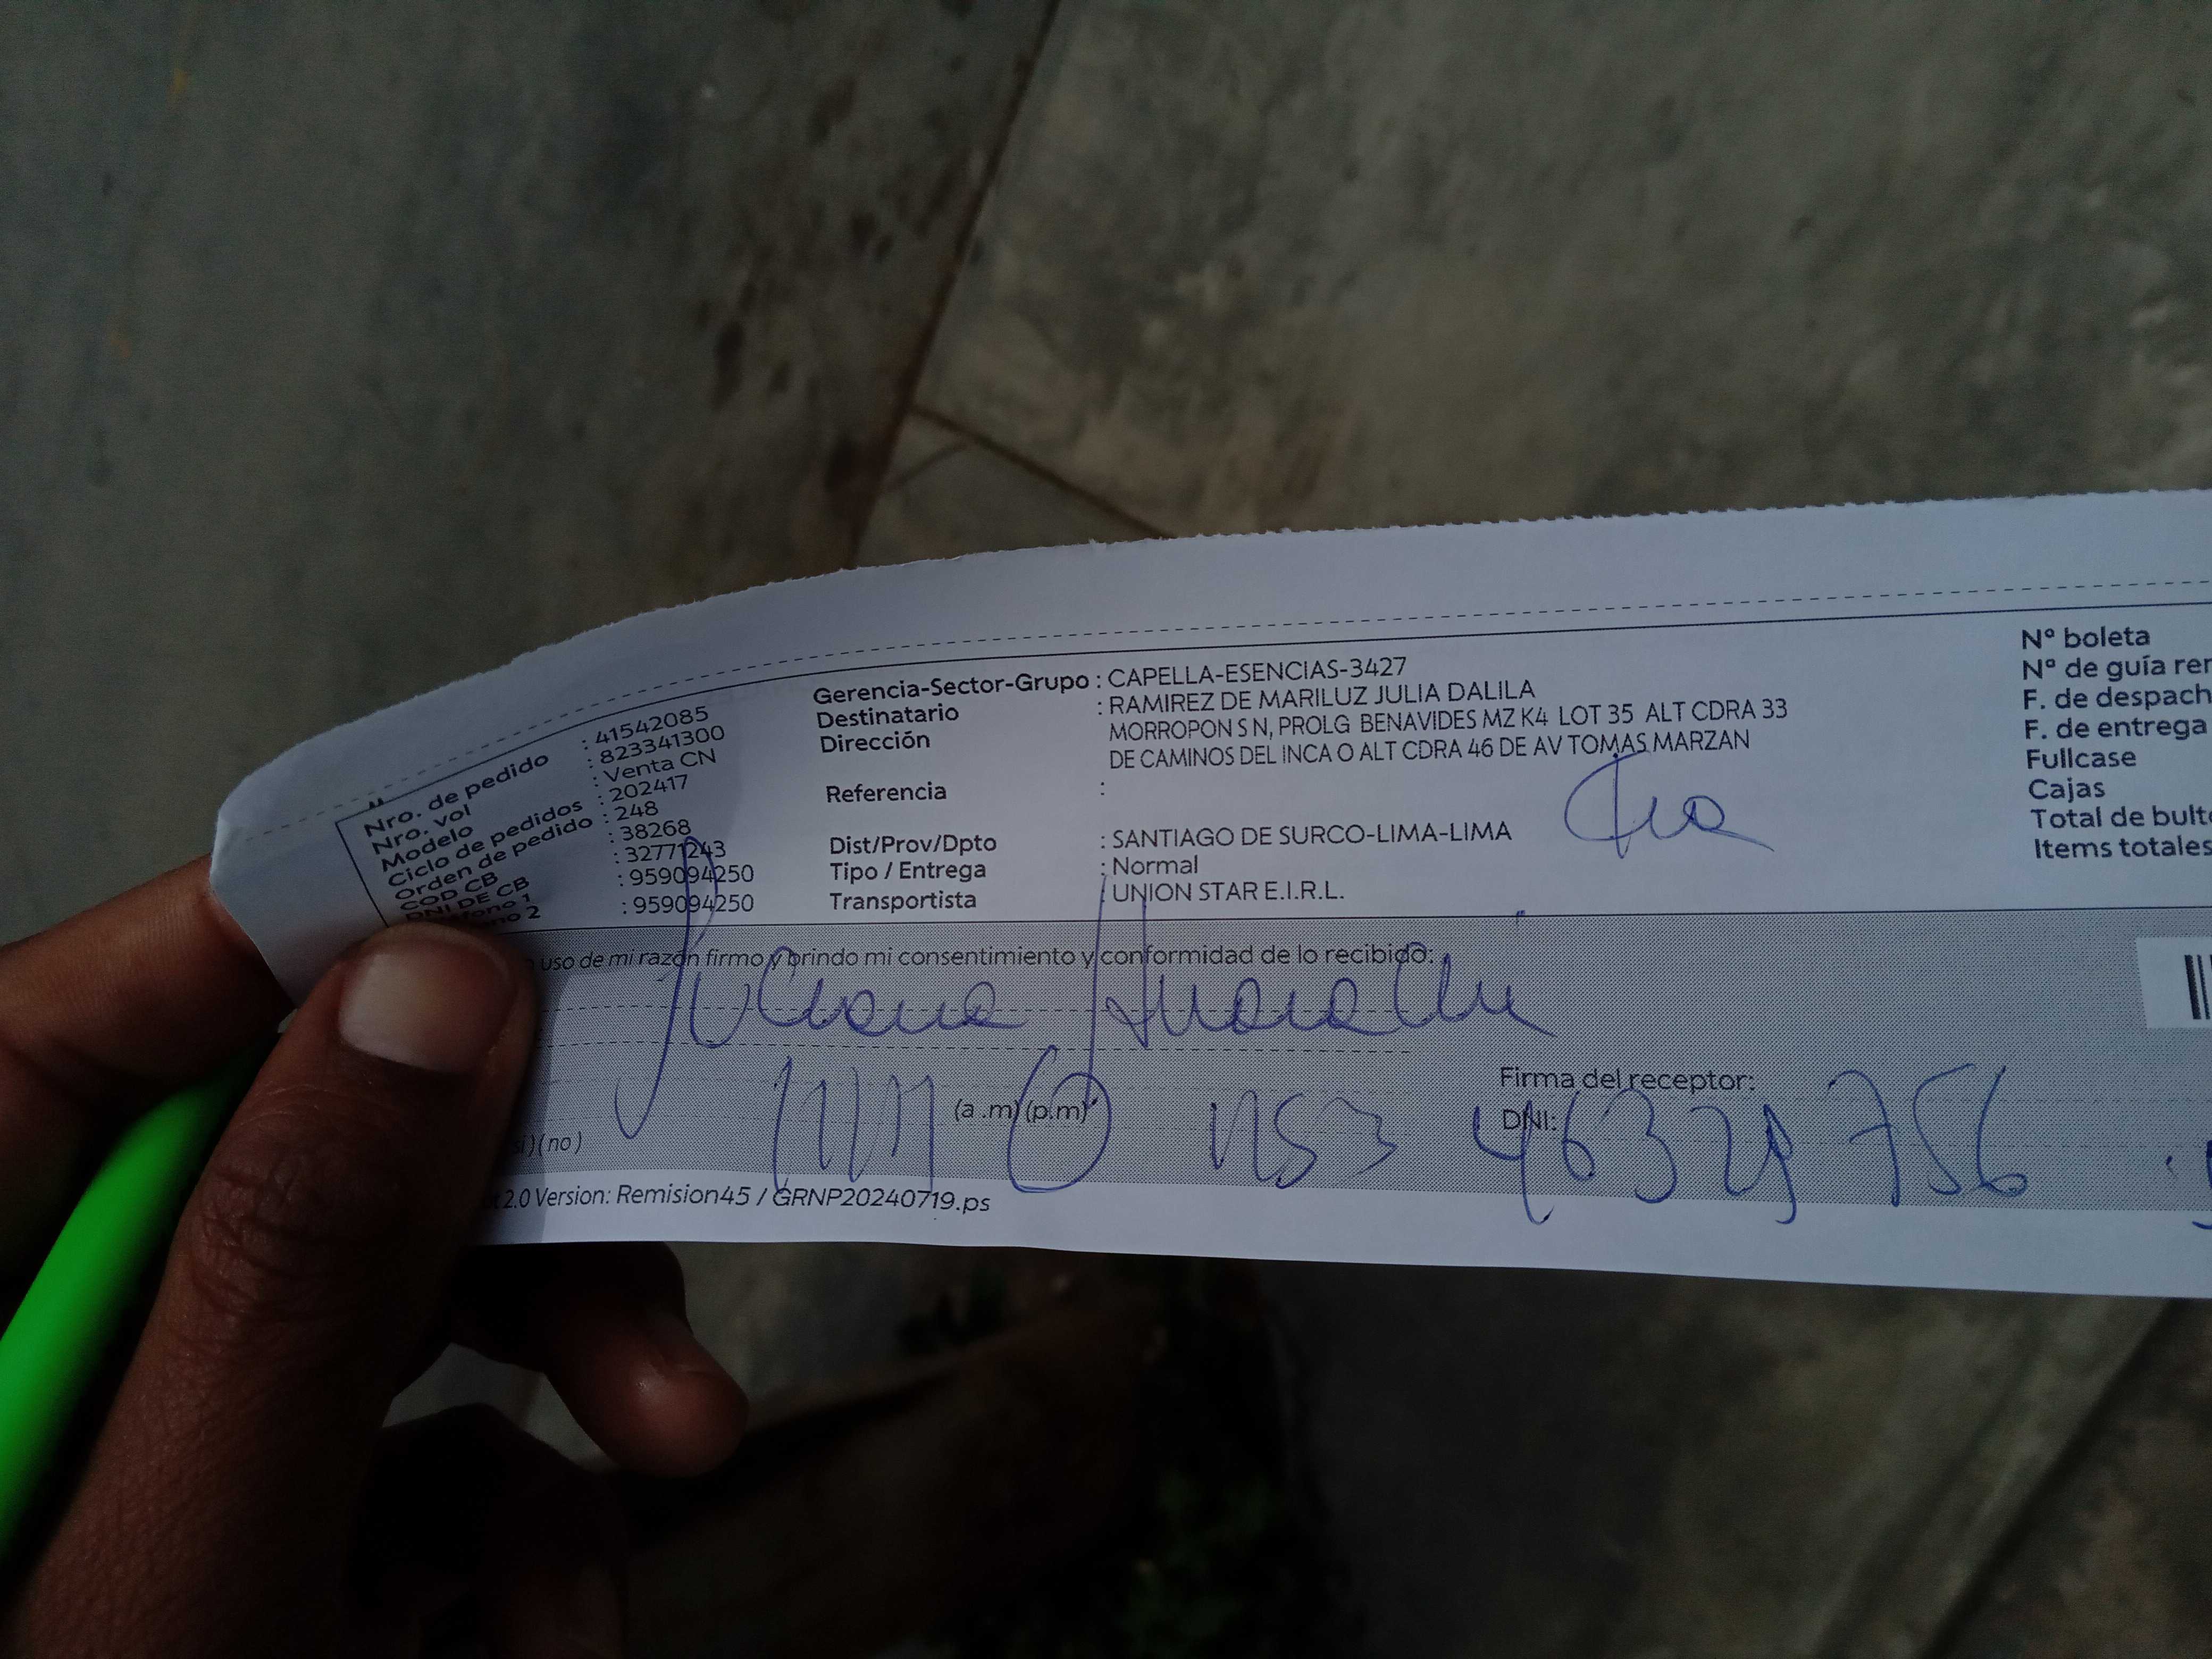 Nro. de pedido : 41542085
Nro. vol : 823341300
Modelo : Venta CN
Ciclo de pedidos : 202417
Orden de pedido : 248
COD CB : 38268
DNI DE CB : 32771243
fono 1 : 959094250
no 2 : 959094250
Gerencia-Sector-Grupo : CAPELLA-ESENCIAS-3427
Destinatario : RAMIREZ DE MARILUZ JULIA DALILA
Dirección MORROPON S N, PROLG BENAVIDES MZ K4 LOT 35 ALT CDRA 33
DE CAMINOS DEL INCA O ALT CDRA 46 DE AV TOMAS MARZAN
Referencia :
Dist/Prov/Dpto : SANTIAGO DE SURCO-LIMA-LIMA
Tipo / Entrega : Normal
Transportista : UNION STAR E.I.R.L.
Nº boleta
Nº de guía rer
F. de despach
F. de entrega
Fullcase
Cajas
Total de bult
Items totales
uso de mi razón firmo y brindo mi consentimiento y conformidad de lo recibido:
(a .m) (p.m)
Firma del receptor:
DNI:
si ) ( no )
2.0 Version: Remision45 / GRNP20240719.ps